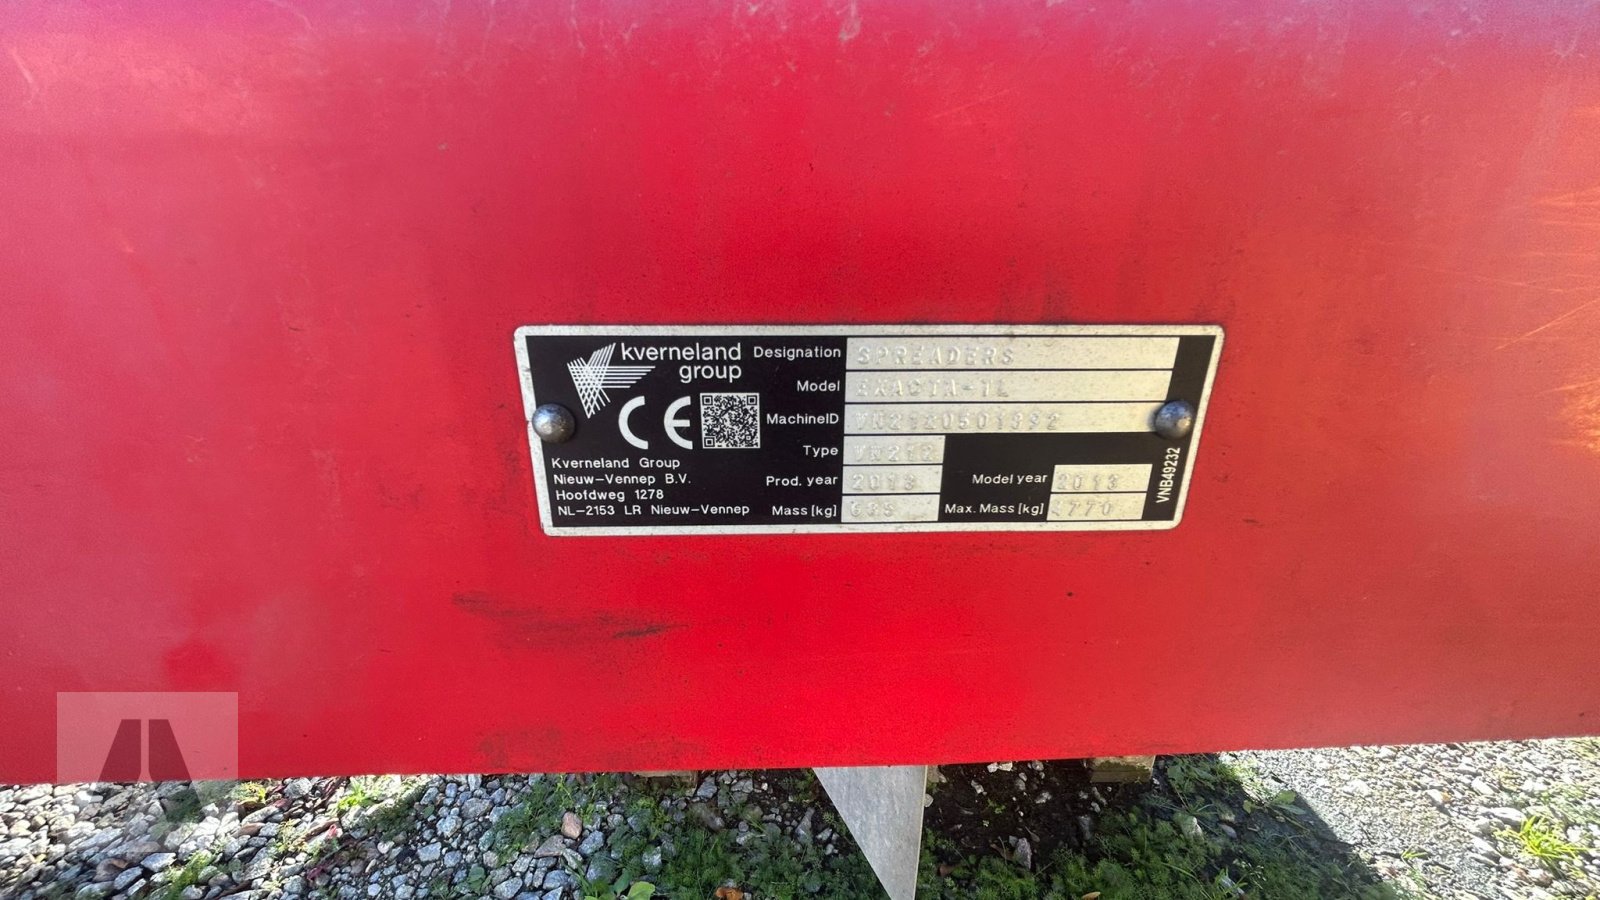 kverneland
group
CE
Kverneland Group
Nieuw-Vennep B.V.
Hoofdweg 1278
NL-2153 LR Nieuw-Vennep
Designation SPREADERS
Model EXACTA-TL
MachineID
Type
Prod. year 2013
Model year 2013
Mass [kg]
Max. Mass [kg]
VNB49232